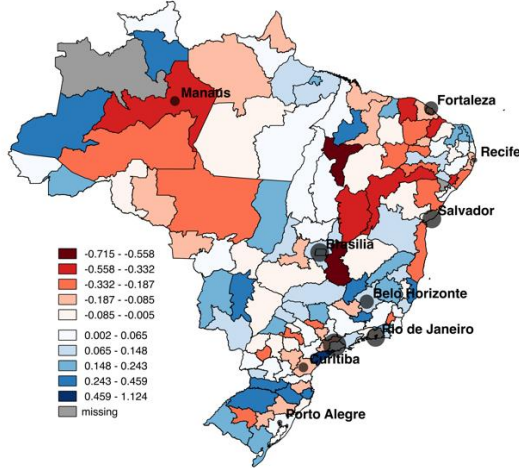 Manaus
Fortaleza
Recife
Salvador
Brasilia
Belo Horizonte
Rio de Janeiro
Curitiba
Porto Alegre
-0.715 - -0.558
-0.558 - -0.332
-0.332 - -0.187
-0.187 - -0.085
-0.085 - -0.005
0.002 - 0.065
0.065 - 0.148
0.148 - 0.243
0.243 - 0.459
0.459 - 1.124
missing